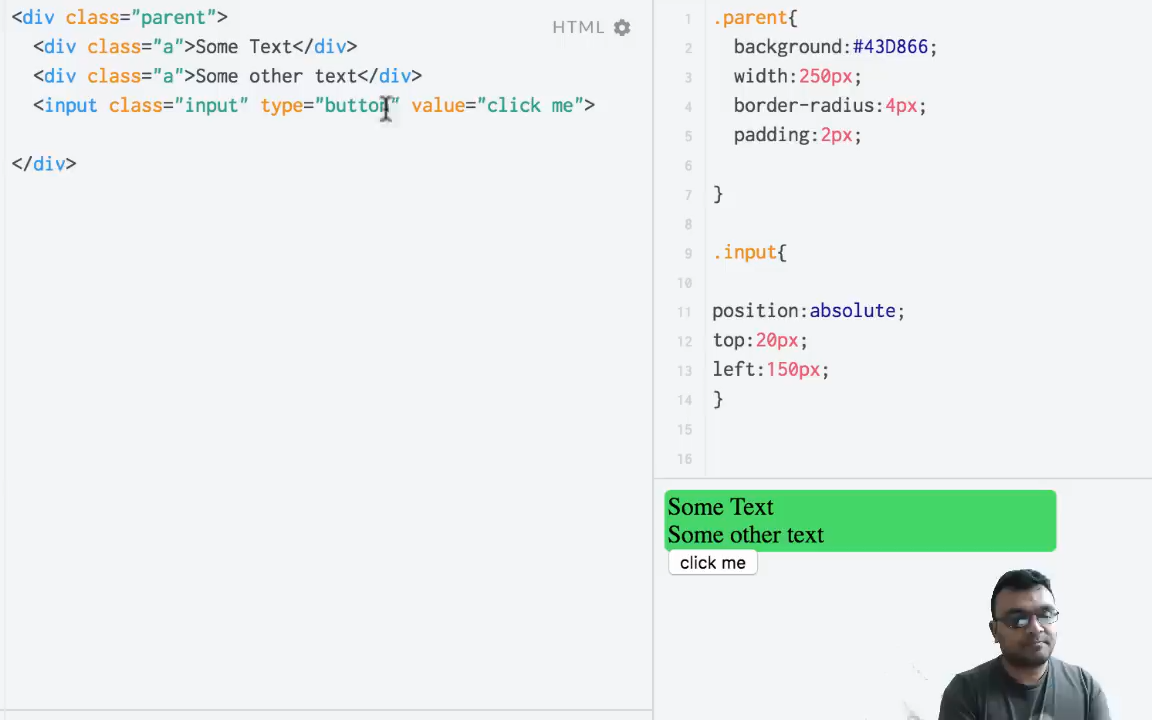 <div class="parent">
<div class="a">Some Text</div>
<div class="a">Some other text</div>
<input class="input" type="button" value="click me">
</div>
HTML
1 .parent{
2 background:#43D866;
3 width:250px;
4 border-radius:4px;
5 padding:2px;
6
7 }
8
9 .input{
10
11 position:absolute;
12 top:20px;
13 left:150px;
14 }
15
16
Some Text
Some other text
click me